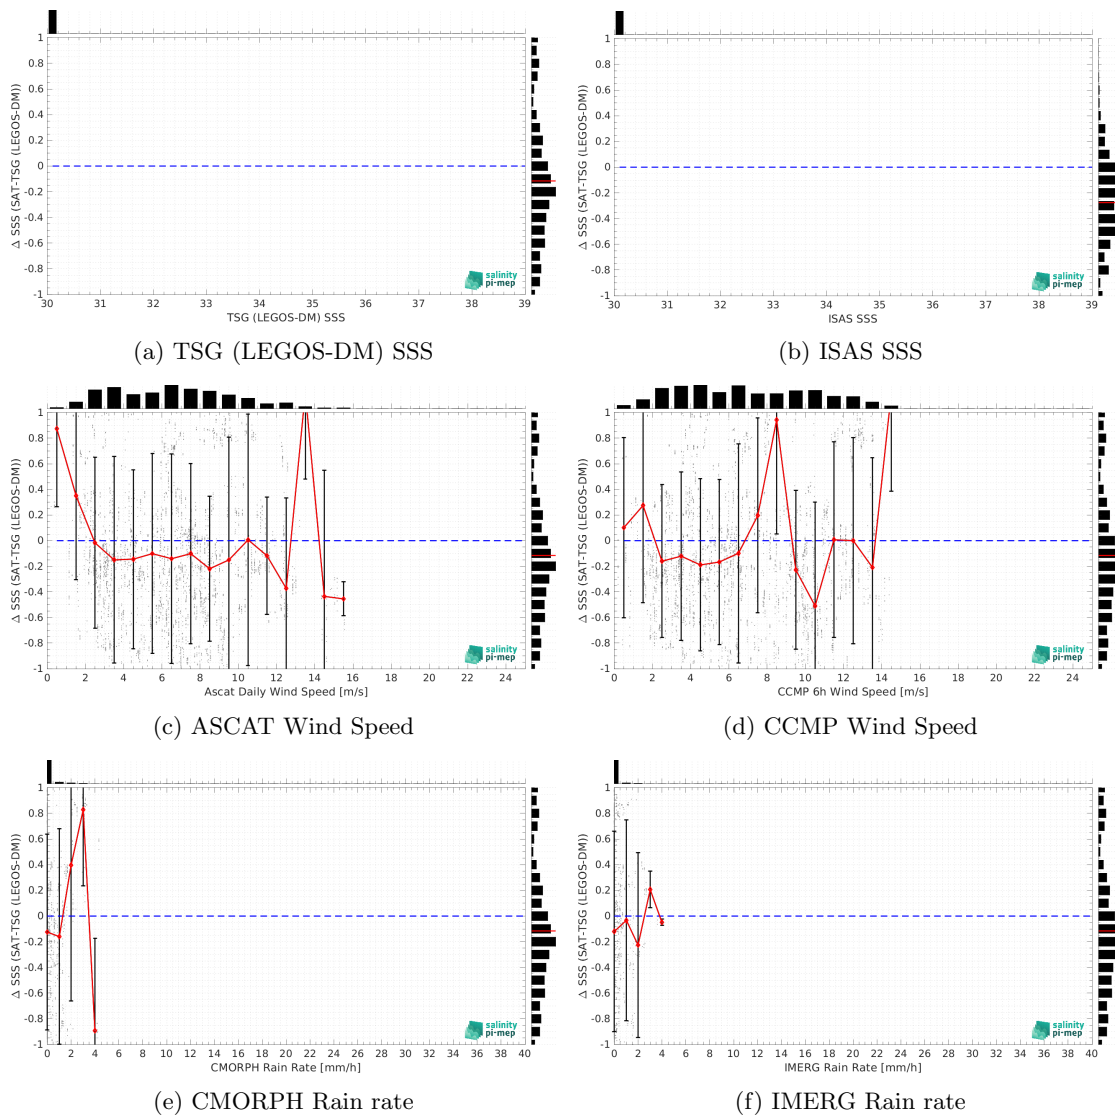 1
0.8
0.6
0.4
0.2
0
-0.2
-0.4
-0.6
-0.8
-1
Δ SSS (SAT-TSG (LEGOS-DM))
30 31 32 33 34 35 36 37 38 39
TSG (LEGOS-DM) SSS
salinity
pi-mep
(a) TSG (LEGOS-DM) SSS
1
0.8
0.6
0.4
0.2
0
-0.2
-0.4
-0.6
-0.8
-1
Δ SSS (SAT-TSG (LEGOS-DM))
30 31 32 33 34 35 36 37 38 39
ISAS SSS
salinity
pi-mep
(b) ISAS SSS
1
0.8
0.6
0.4
0.2
0
-0.2
-0.4
-0.6
-0.8
-1
Δ SSS (SAT-TSG (LEGOS-DM))
0 2 4 6 8 10 12 14 16 18 20 22 24
Ascat Daily Wind Speed [m/s]
salinity
pi-mep
(c) ASCAT Wind Speed
1
0.8
0.6
0.4
0.2
0
-0.2
-0.4
-0.6
-0.8
-1
Δ SSS (SAT-TSG (LEGOS-DM))
0 2 4 6 8 10 12 14 16 18 20 22 24
CCMP 6h Wind Speed [m/s]
salinity
pi-mep
(d) CCMP Wind Speed
1
0.8
0.6
0.4
0.2
0
-0.2
-0.4
-0.6
-0.8
-1
Δ SSS (SAT-TSG (LEGOS-DM))
0 2 4 6 8 10 12 14 16 18 20 22 24 26 28 30 32 34 36 38 40
CMORPH Rain Rate [mm/h]
salinity
pi-mep
(e) CMORPH Rain rate
1
0.8
0.6
0.4
0.2
0
-0.2
-0.4
-0.6
-0.8
-1
Δ SSS (SAT-TSG (LEGOS-DM))
0 2 4 6 8 10 12 14 16 18 20 22 24 26 28 30 32 34 36 38 40
IMERG Rain Rate [mm/h]
salinity
pi-mep
(f) IMERG Rain rate